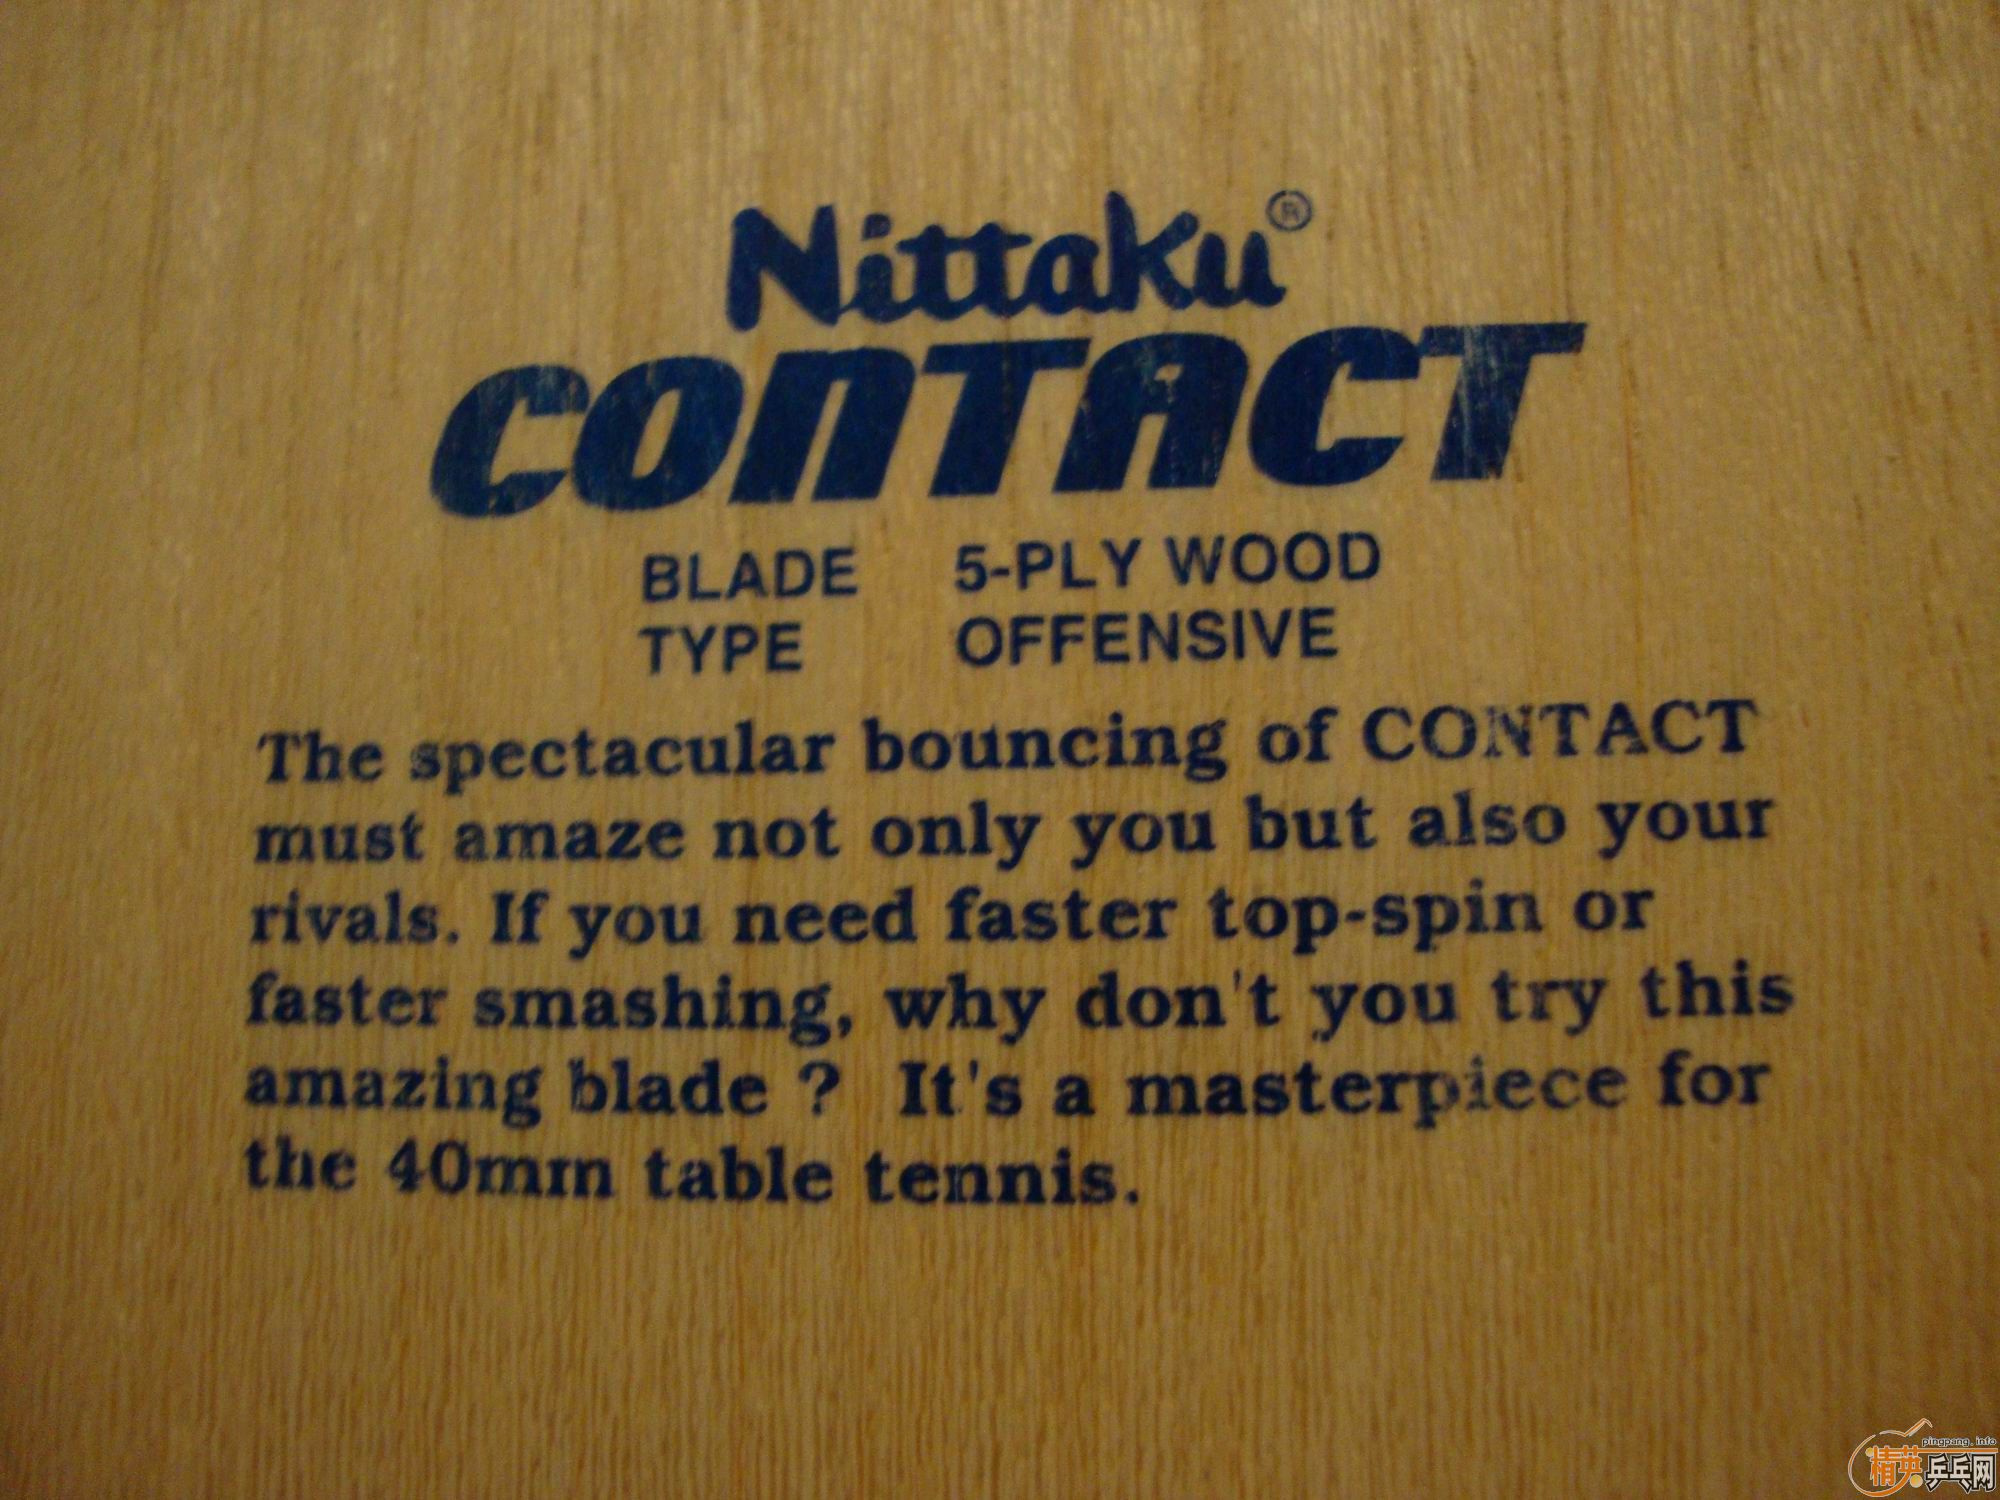 Nittaku®
CONTACT
BLADE 5-PLY WOOD
TYPE OFFENSIVE
The spectacular bouncing of CONTACT
must amaze not only you but also your
rivals. If you need faster top-spin or
faster smashing, why don't you try this
amazing blade ? It's a masterpiece for
the 40mm table tennis.
pingpang.info
精英乒乓网